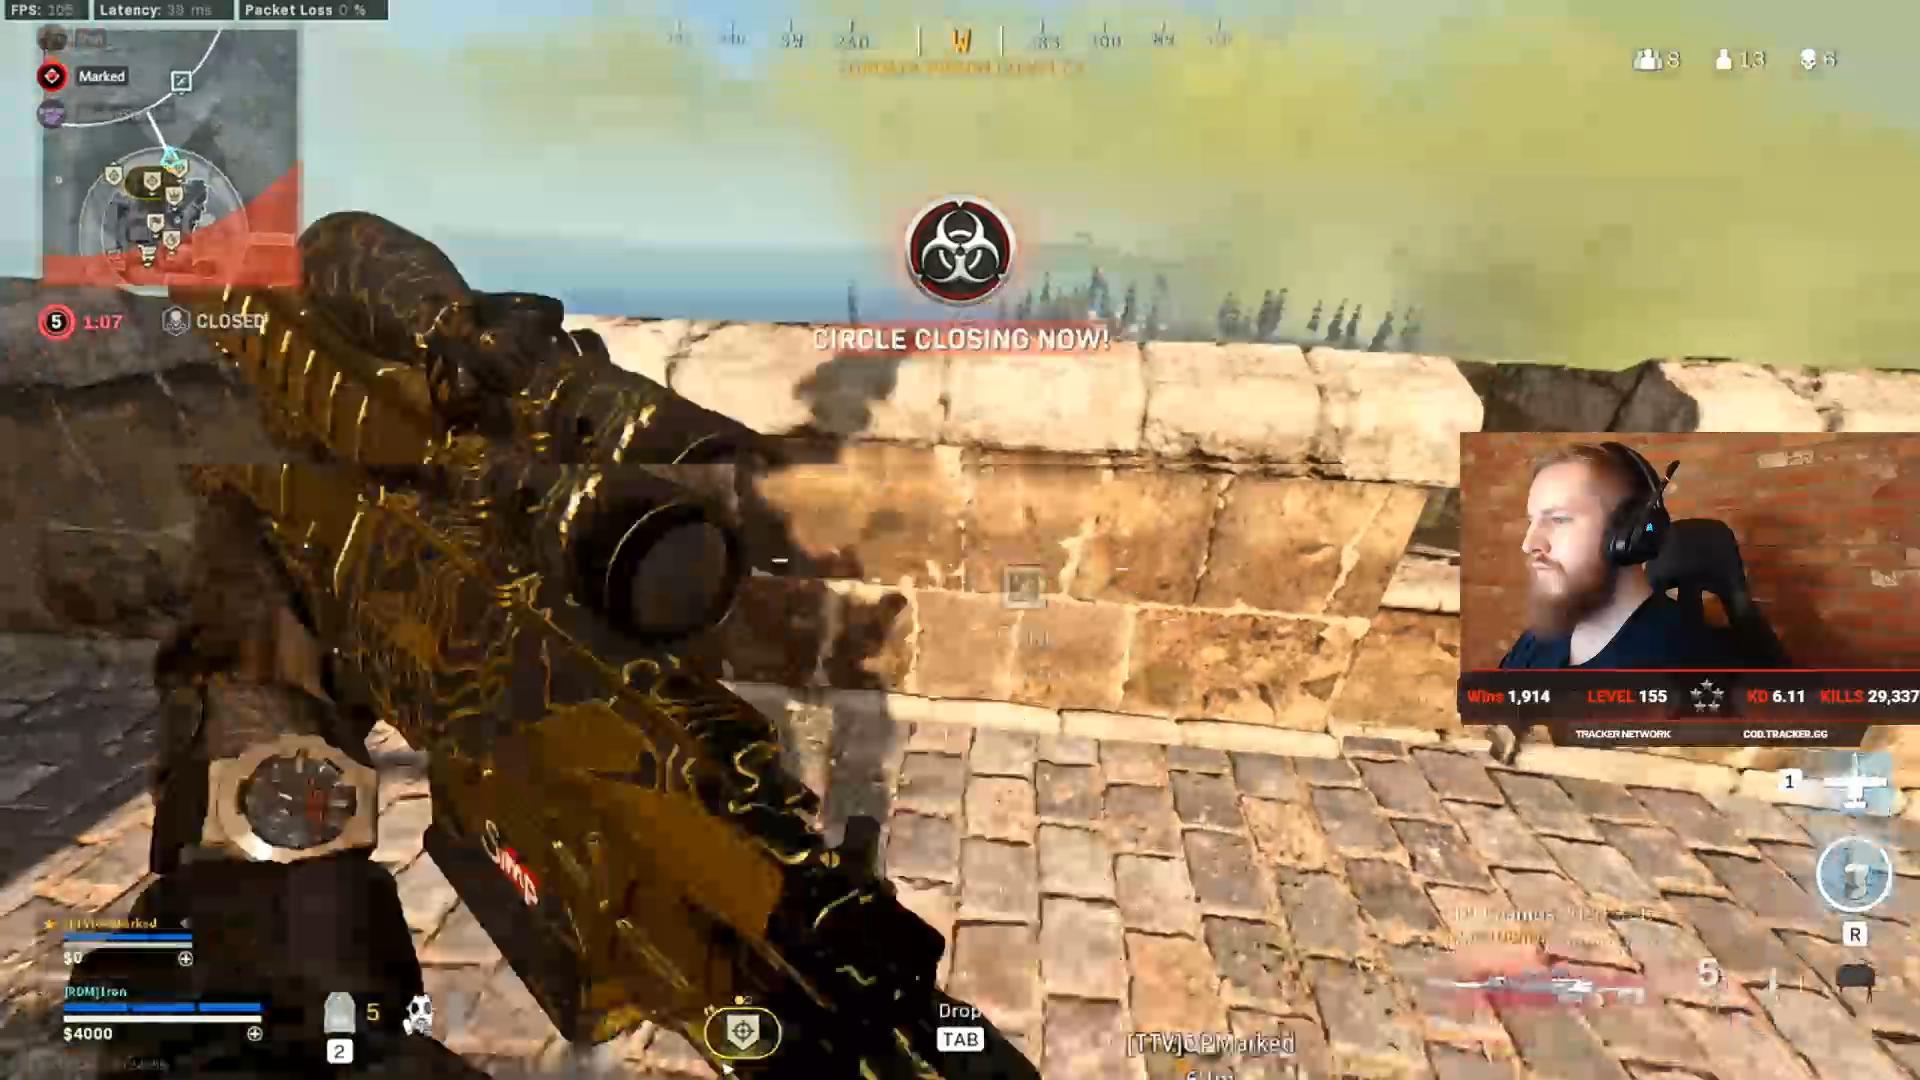 FPS: 105 Latency: 38 ms Packet Loss 0 %
Marked
W
8 13 6
5 1:07 CLOSED
CIRCLE CLOSING NOW!
Wins 1,914 LEVEL 155 KD 6.11 KILLS 29,337
TRACKER NETWORK COD.TRACKER.GG
1
Simp
R
$0
[RDM]Iron
$4000
5
2
5
Drop
TAB